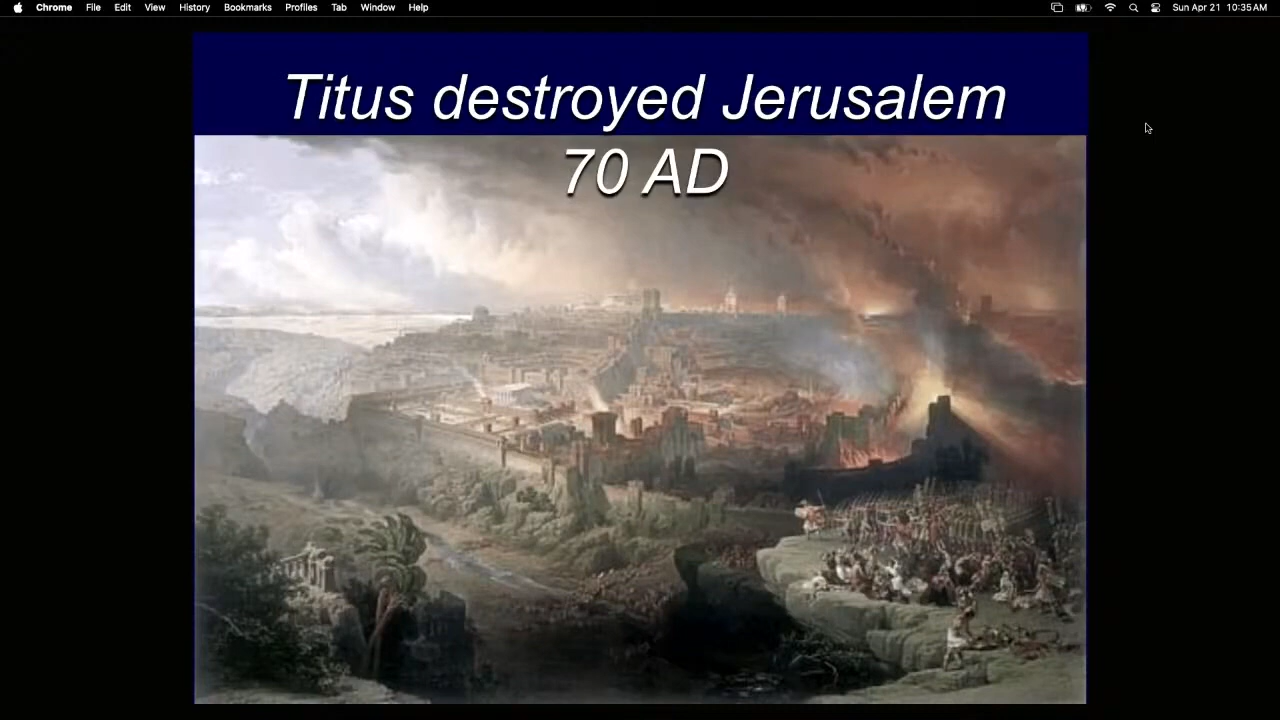 Chrome File Edit View History Bookmarks Profiles Tab Window Help Sun Apr 21 10:35 AM
Titus destroyed Jerusalem
70 AD